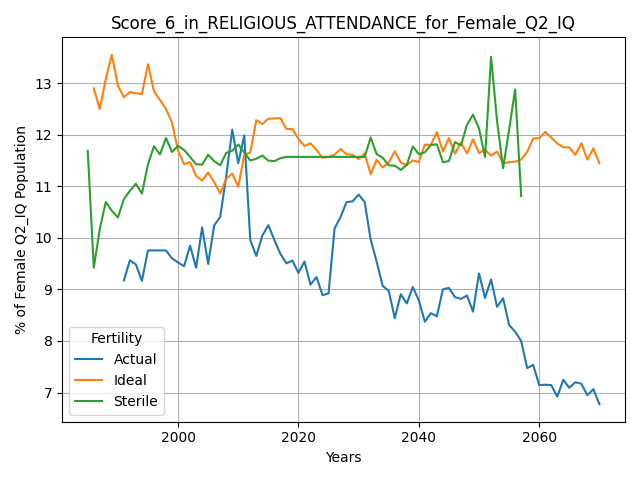 Score_6_in_RELIGIOUS_ATTENDANCE_for_Female_Q2_IQ
% of Female Q2_IQ Population
13
12
11
10
9
8
7
Fertility
Actual
Ideal
Sterile
2000 2020 2040 2060
Years